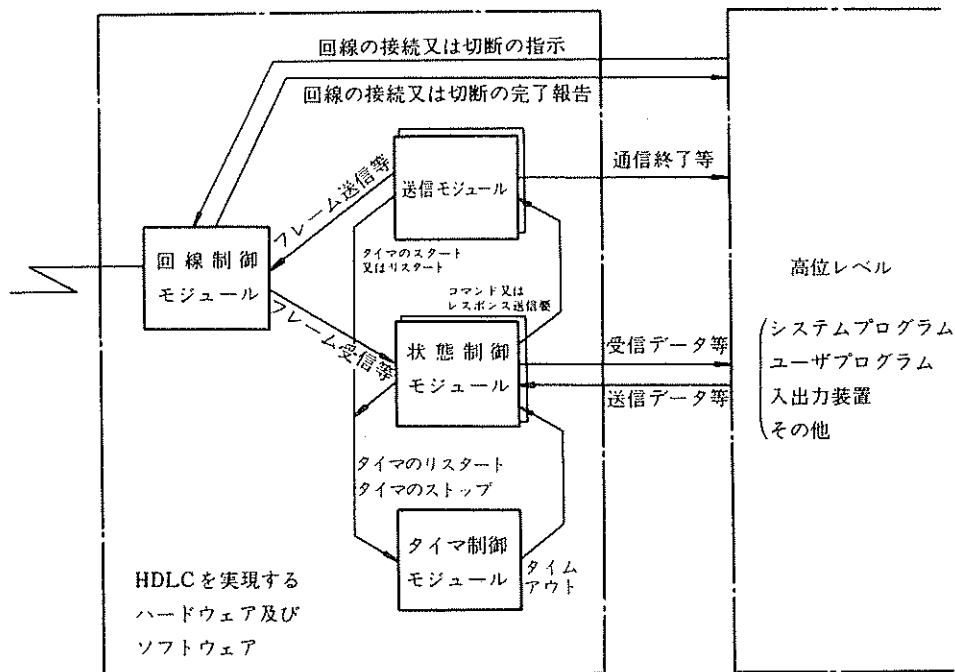 回線の接続又は切断の指示
回線の接続又は切断の完了報告
フレーム送信等
送信モジュール
通信終了等
タイマのスタート
又はリスタート
回線制御
モジュール
コマンド又は
レスポンス送信要
高位レベル
フレーム受信等
状態制御
モジュール
受信データ等
送信データ等
システムプログラム
ユーザプログラム
入出力装置
その他
タイマのリスタート
タイマのストップ
タイマ制御
モジュール
タイム
アウト
HDLCを実現する
ハードウェア及び
ソフトウェア